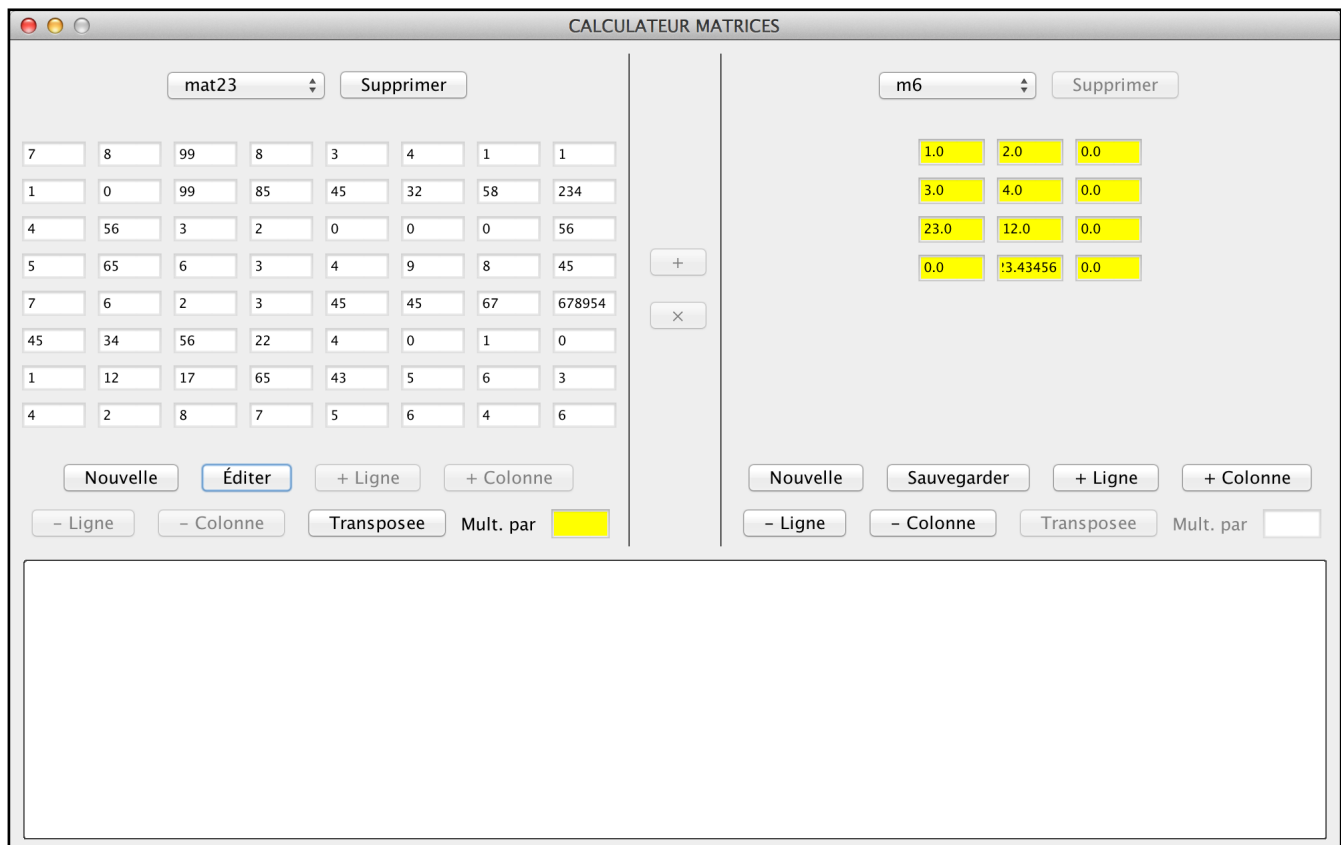 CALCULATEUR MATRICES
mat23 Supprimer
7 8 99 8 3 4 1 1
1 0 99 85 45 32 58 234
4 56 3 2 0 0 0 56
5 65 6 3 4 9 8 45
7 6 2 3 45 45 67 678954
45 34 56 22 4 0 1 0
1 12 17 65 43 5 6 3
4 2 8 7 5 6 4 6
Nouvelle Éditer + Ligne + Colonne
- Ligne - Colonne Transposee Mult. par
+
×
m6 Supprimer
1.0 2.0 0.0
3.0 4.0 0.0
23.0 12.0 0.0
0.0 3.43456 0.0
Nouvelle Sauvegarder + Ligne + Colonne
- Ligne - Colonne Transposee Mult. par